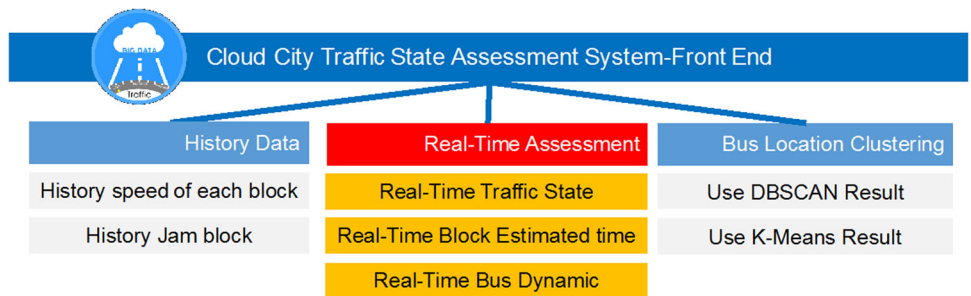 BIG DATA
Traffic
Cloud City Traffic State Assessment System-Front End
History Data
History speed of each block
History Jam block
Real-Time Assessment
Real-Time Traffic State
Real-Time Block Estimated time
Real-Time Bus Dynamic
Bus Location Clustering
Use DBSCAN Result
Use K-Means Result